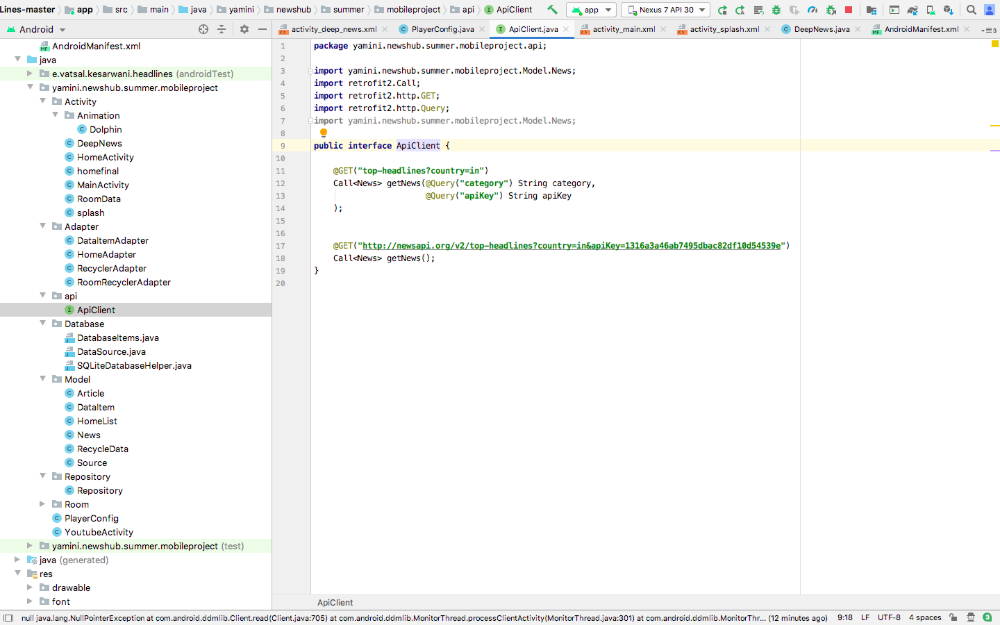 Lines-master app src main java yamini newshub summer mobileproject api ApiClient app Nexus 7 API 30
Android
activity_deep_news.xml PlayerConfig.java ApiClient.java activity_main.xml activity_splash.xml DeepNews.java AndroidManifest.xml 3
AndroidManifest.xml
java
e.vatsal.kesarwani.headlines (androidTest)
yamini.newshub.summer.mobileproject
Activity
Animation
Dolphin
DeepNews
HomeActivity
homefinal
MainActivity
RoomData
splash
Adapter
DataItemAdapter
HomeAdapter
RecyclerAdapter
RoomRecyclerAdapter
api
ApiClient
Database
DatabaseItems.java
DataSource.java
SQLiteDatabaseHelper.java
Model
Article
DataItem
HomeList
News
RecycleData
Source
Repository
Repository
Room
PlayerConfig
YoutubeActivity
yamini.newshub.summer.mobileproject (test)
java (generated)
res
drawable
font
1 package yamini.newshub.summer.mobileproject.api;
2
3 import yamini.newshub.summer.mobileproject.Model.News;
4 import retrofit2.Call;
5 import retrofit2.http.GET;
6 import retrofit2.http.Query;
7 import yamini.newshub.summer.mobileproject.Model.News;
8
9 public interface ApiClient {
10
11 @GET("top-headlines?country=in")
12 Call<News> getNews(@Query("category") String category,
13 @Query("apiKey") String apiKey
14 );
15
16
17 @GET("http://newsapi.org/v2/top-headlines?country=in&apiKey=1316a3a46ab7495dbac82df10d54539e")
18 Call<News> getNews();
19 }
20
ApiClient
null java.lang.NullPointerException at com.android.ddmlib.Client.read(Client.java:705) at com.android.ddmlib.MonitorThread.processClientActivity(MonitorThread.java:301) at com.android.ddmlib.MonitorThr... (12 minutes ago) 9:18 LF UTF-8 4 spaces 3